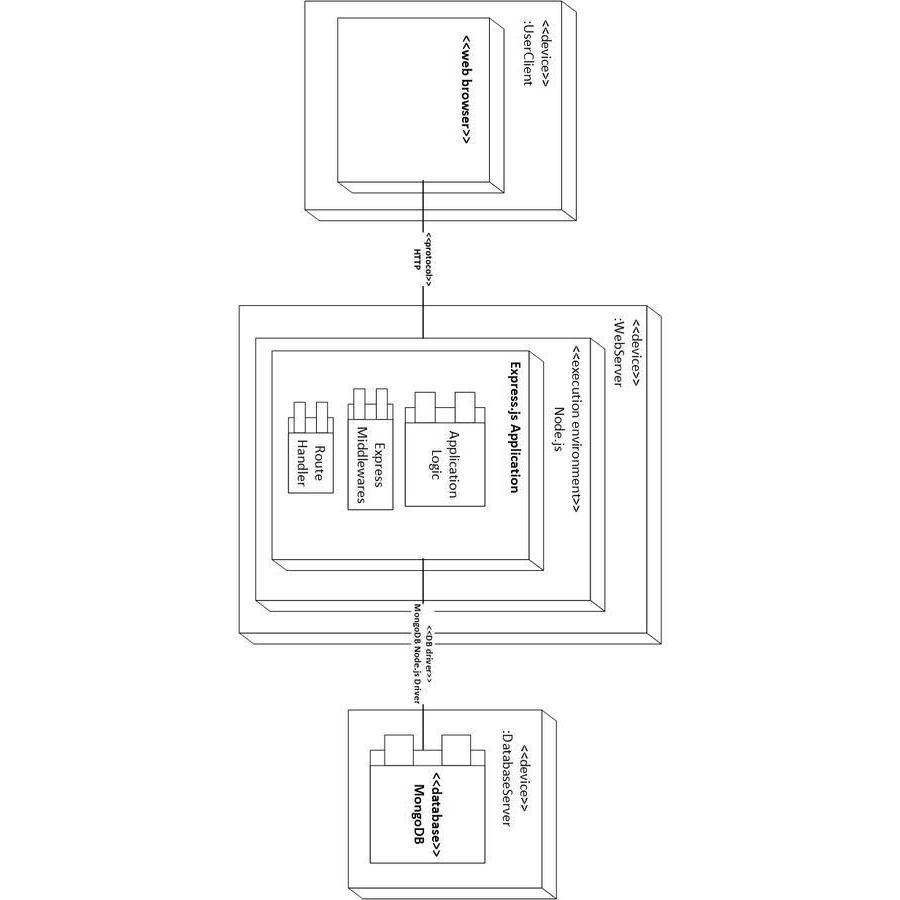 <<device>>
:UserClient
<<web browser>>
<<protocol>>
HTTP
<<device>>
:WebServer
<<execution environment>>
Node.js
Express.js Application
Application
Logic
Express
Middlewares
Route
Handler
<<DB driver>>
MongoDB Node.js Driver
<<device>>
:DatabaseServer
<<database>>
MongoDB